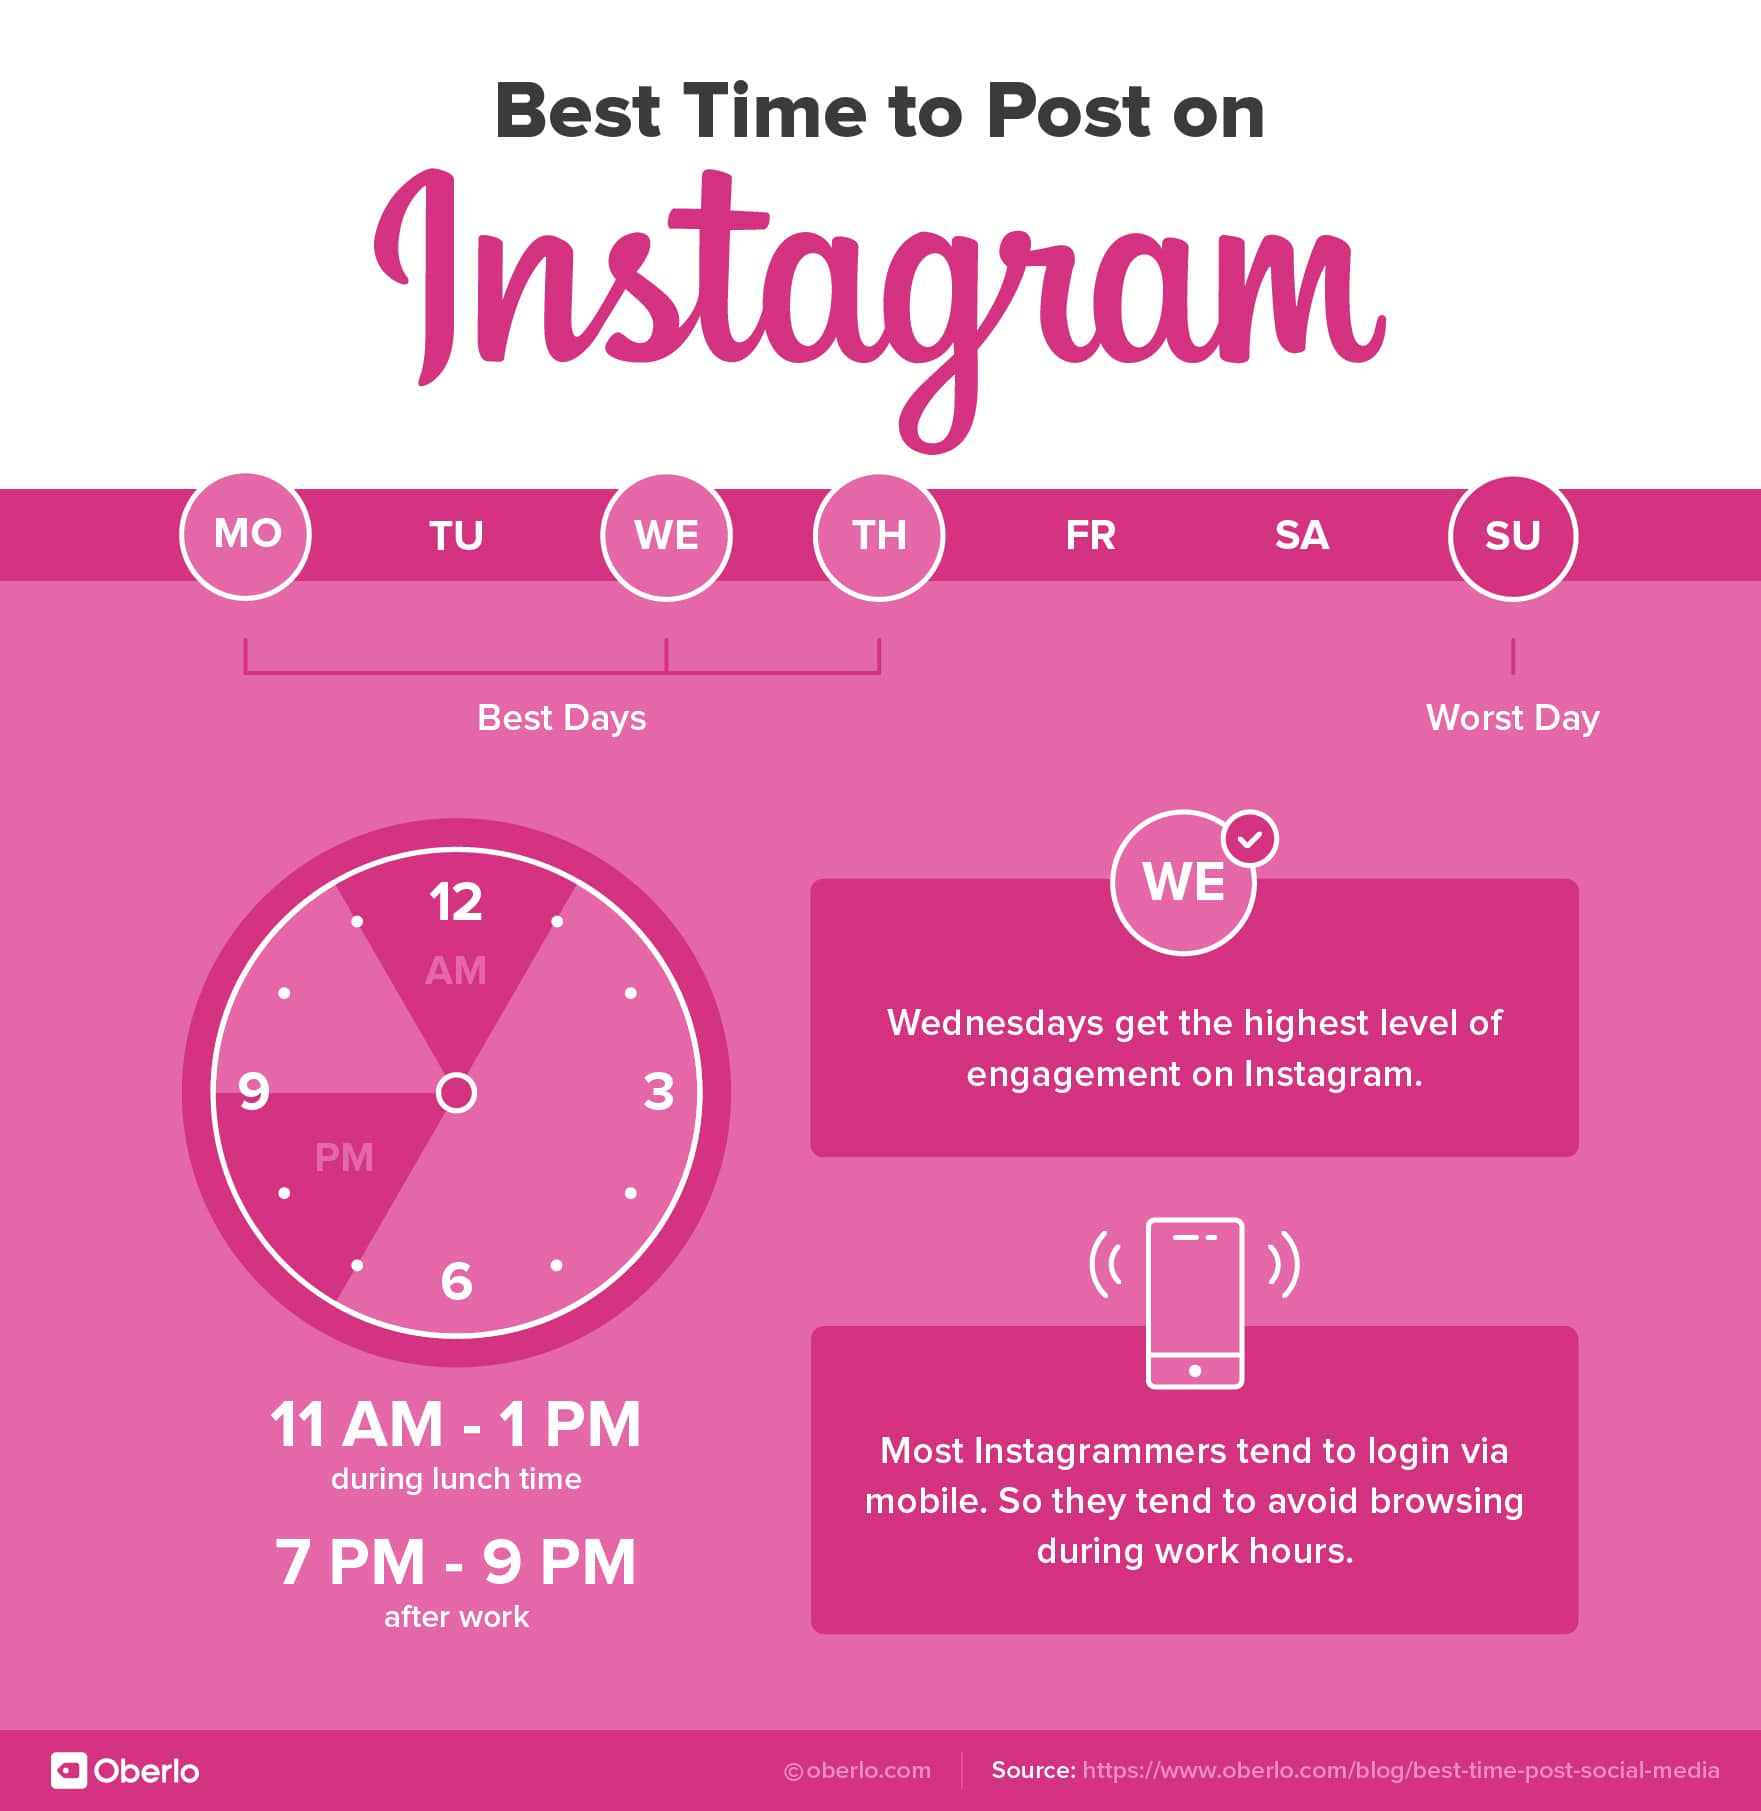 Best Time to Post on
Instagram
MO TU WE TH FR SA SU
Best Days
Worst Day
12
AM
9
3
PM
6
11 AM - 1 PM
during lunch time
7 PM - 9 PM
after work
WE
Wednesdays get the highest level of
engagement on Instagram.
Most Instagrammers tend to login via
mobile. So they tend to avoid browsing
during work hours.
Oberlo
© oberlo.com
Source: https://www.oberlo.com/blog/best-time-post-social-media